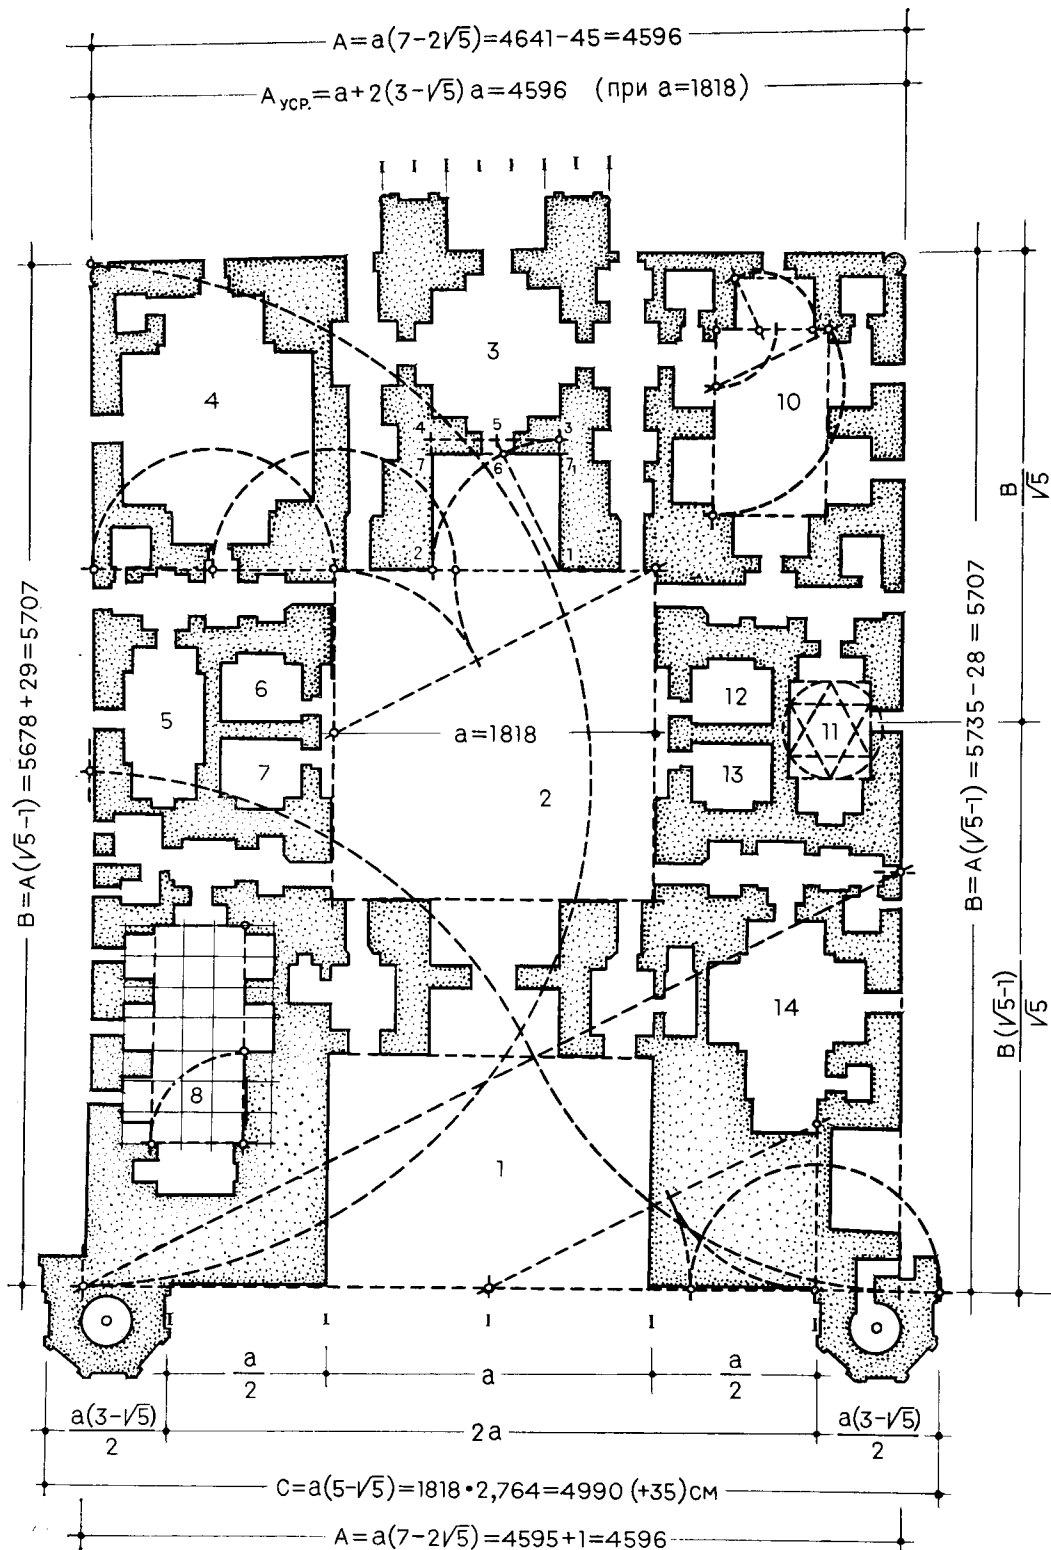 A=a(7-2√5)=4641-45=4596
Aуср.=a+2(3-√5)a=4596 (при a=1818)
3
4
10
4 5 3
7 6 7₁
2 1
B=A(√5-1)=5678+29=5707
B=A(√5-1)=5735-28=5707
B
√5
6
12
5
11
a=1818
7
13
2
B(√5-1)
√5
14
8
1
a
2
a
a
2
a(3-√5)
2
2a
a(3-√5)
2
C=a(5-√5)=1818•2,764=4990 (+35)см
A=a(7-2√5)=4595+1=4596